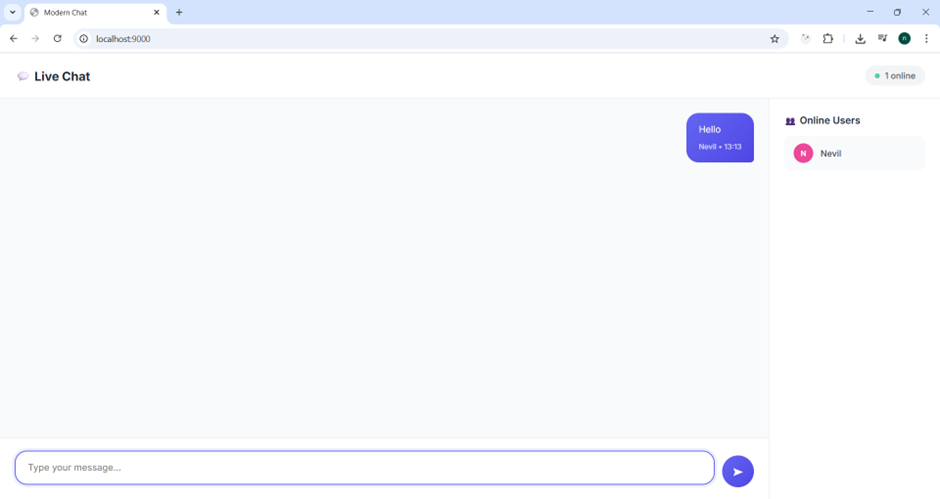 Modern Chat
localhost:9000
Live Chat
1 online
Hello
Nevil • 13:13
Online Users
N
Nevil
Type your message...
n